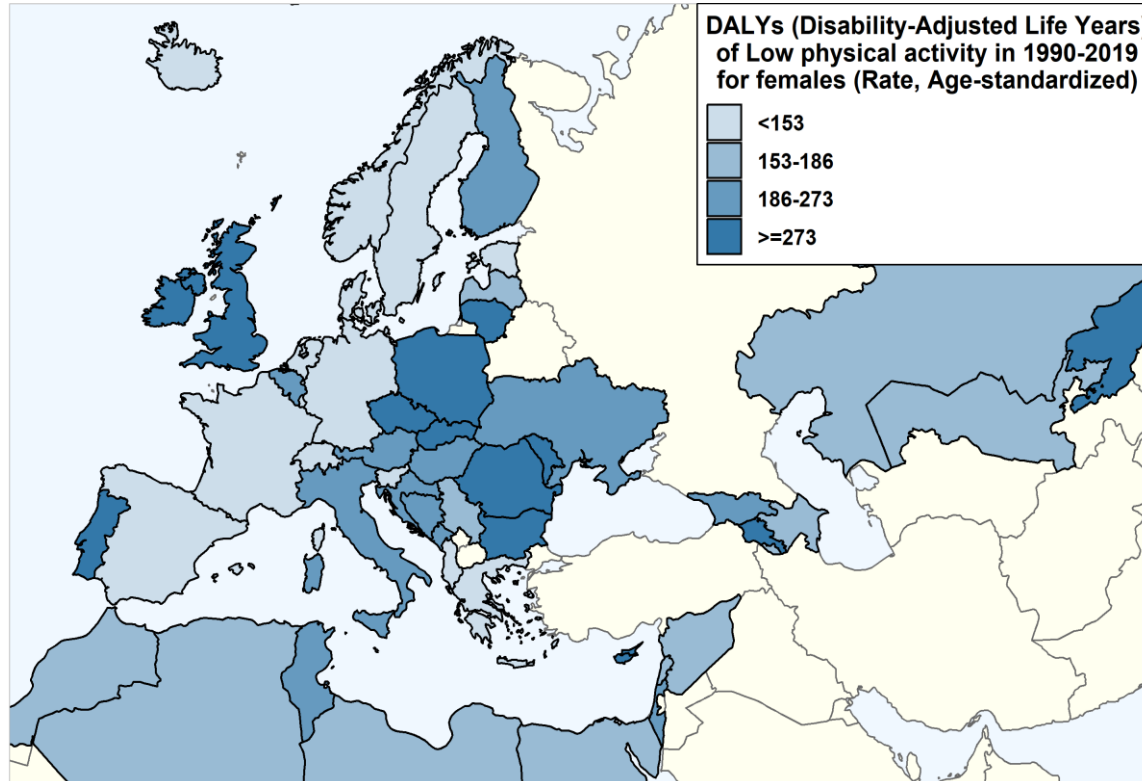 DALYs (Disability-Adjusted Life Years)
of Low physical activity in 1990-2019
for females (Rate, Age-standardized)
<153
153-186
186-273
>=273